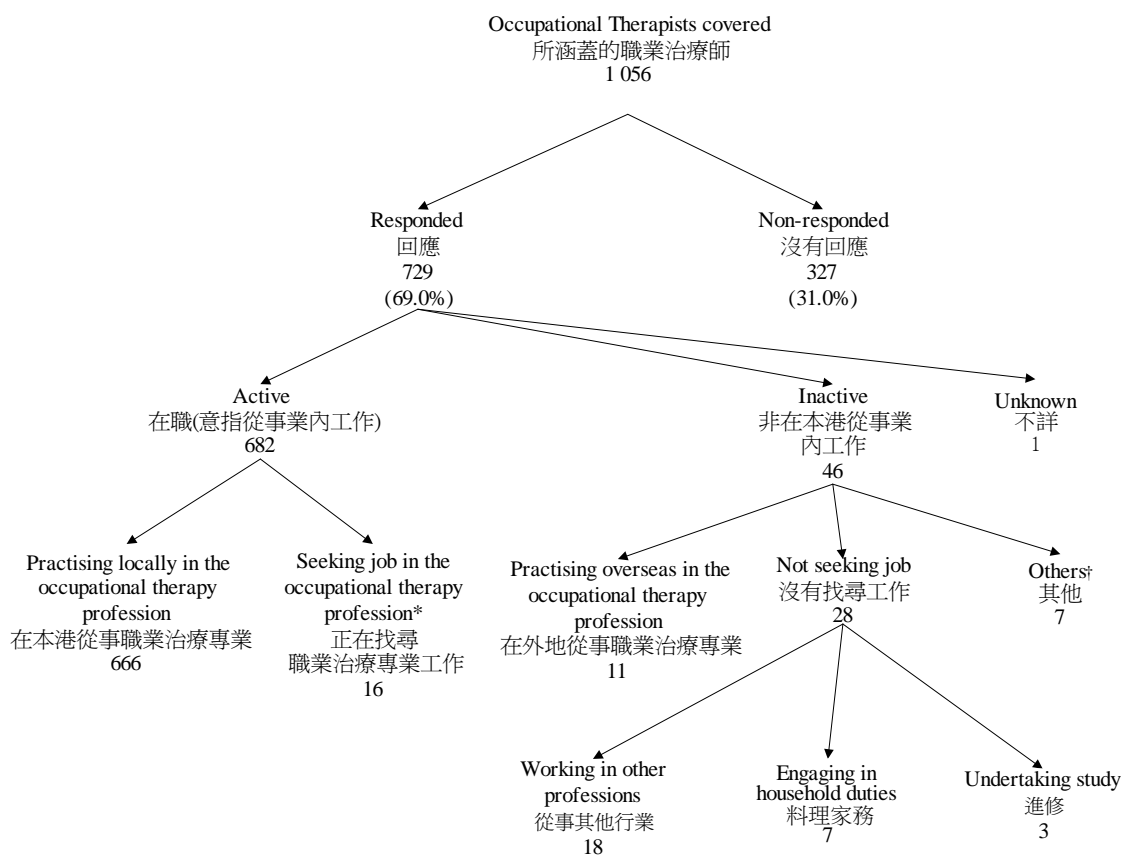 Occupational Therapists covered
所涵蓋的職業治療師
1 056
Responded
回應
729
(69.0%)
Non-responded
沒有回應
327
(31.0%)
Active
在職(意指從事業內工作)
682
Inactive
非在本港從事業
內工作
46
Unknown
不詳
1
Practising locally in the
occupational therapy
profession
在本港從事職業治療專業
666
Seeking job in the
occupational therapy
profession*
正在找尋
職業治療專業工作
16
Practising overseas in the
occupational therapy
profession
在外地從事職業治療專業
11
Not seeking job
沒有找尋工作
28
Others†
其他
7
Working in other
professions
從事其他行業
18
Engaging in
household duties
料理家務
7
Undertaking study
進修
3